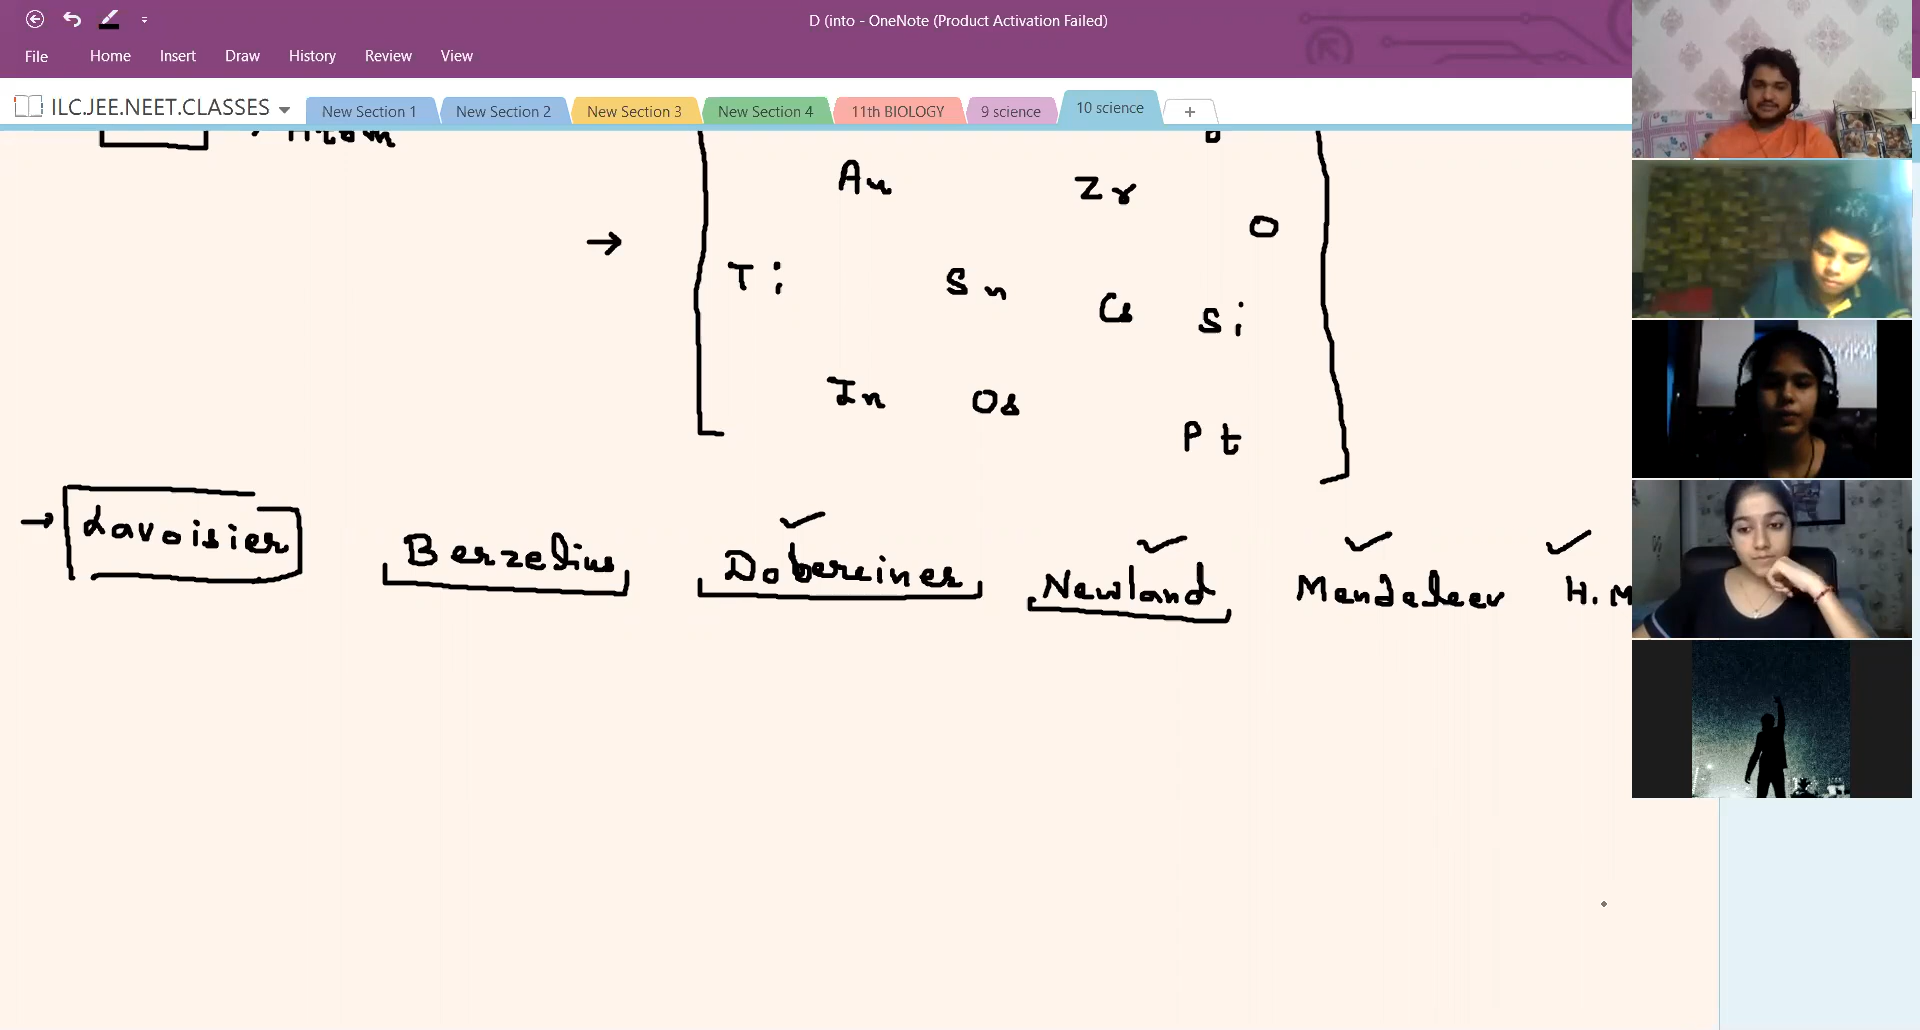 D (into - OneNote (Product Activation Failed)
File Home Insert Draw History Review View
ILC.JEE.NEET.CLASSES New Section 1 New Section 2 New Section 3 New Section 4 11th BIOLOGY 9 science 10 science +
Atom
Au Zr
O
→
Ti Sn Cs Si
In Os
Pt
→ Lavoisier Berzelius Dobereiner Newland Mendeleev H.M